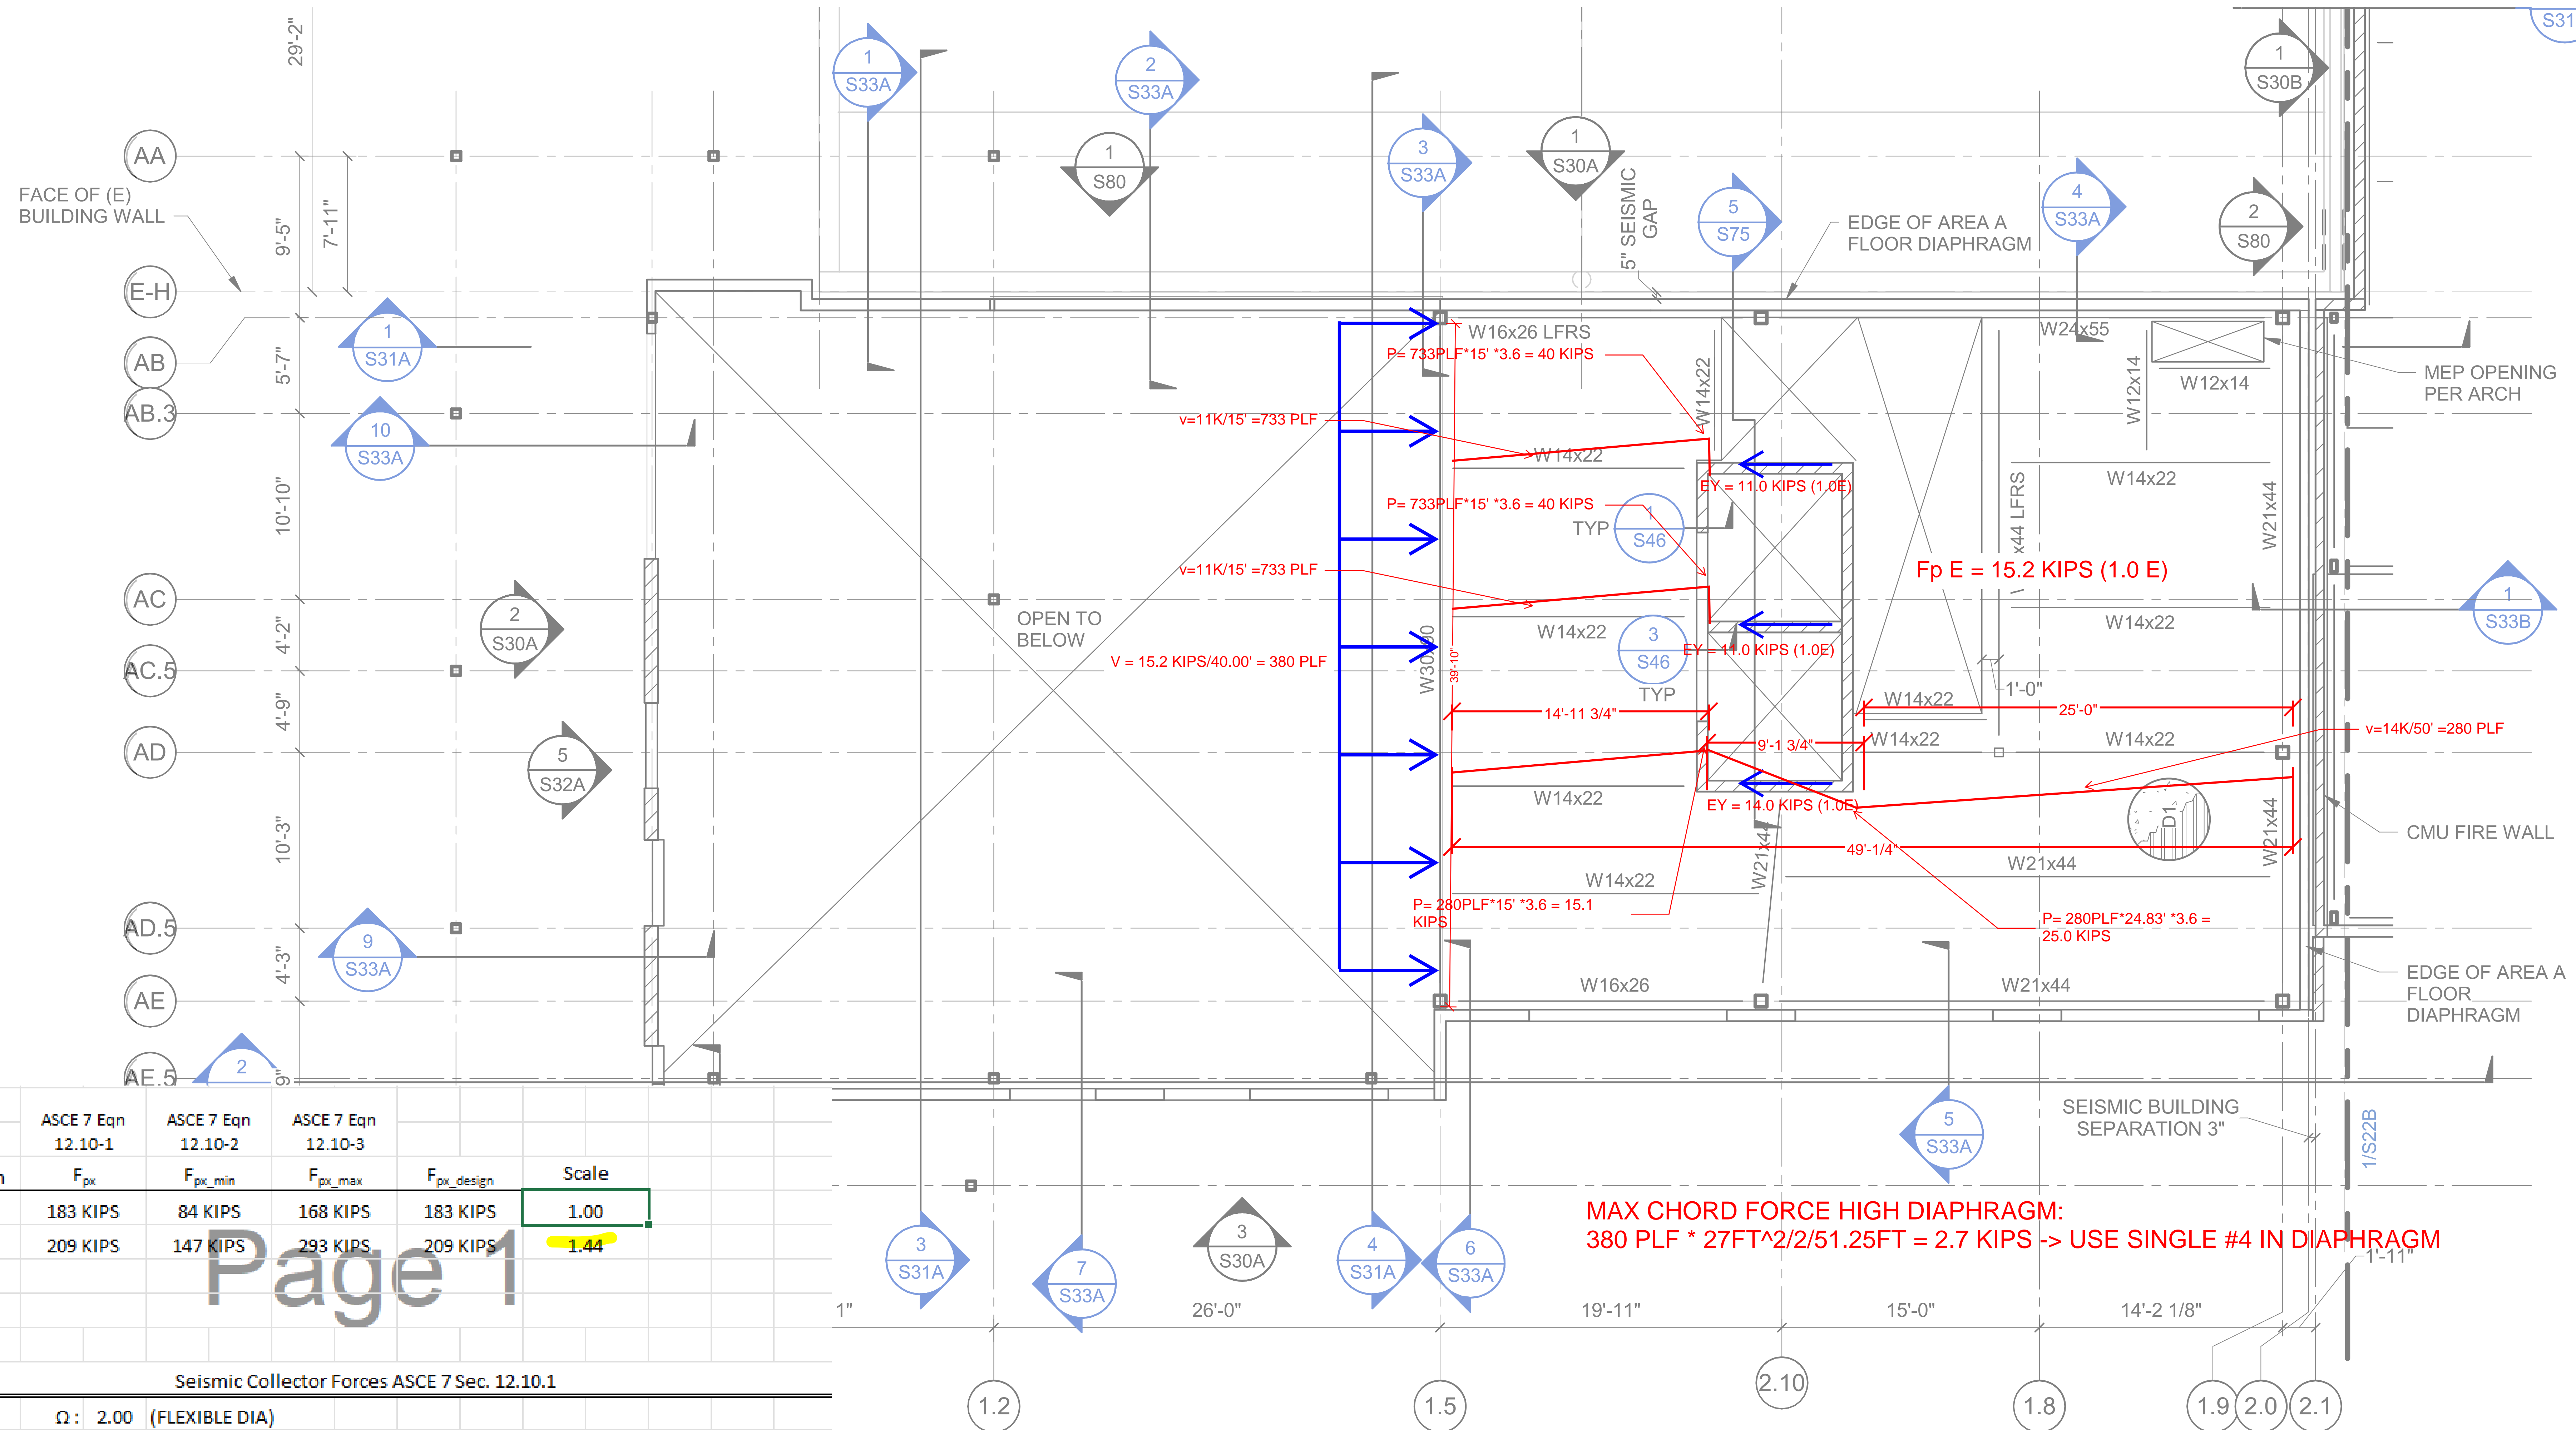 29'-2"
1
S33A
2
S33A
1
S80
3
S33A
1
S30A
5" SEISMIC
GAP
5
S75
4
S33A
1
S30B
2
S80
S31
AA
FACE OF (E)
BUILDING WALL
9'-5"
7'-11"
E-H
EDGE OF AREA A
FLOOR DIAPHRAGM
1
S31A
AB
5'-7"
W16x26 LFRS
W24x55
P= 733PLF*15' *3.6 = 40 KIPS
W14x22
W12x14
W12x14
MEP OPENING
PER ARCH
AB.3
10
S33A
v=11K/15' =733 PLF
W14x22
W14x22
10'-10"
EY = 11.0 KIPS (1.0E)
P= 733PLF*15' *3.6 = 40 KIPS
TYP
1
S46
x44 LFRS
W21x44
v=11K/15' =733 PLF
Fp E = 15.2 KIPS (1.0 E)
AC
2
S30A
OPEN TO
BELOW
W14x22
3
S46
TYP
EY = 11.0 KIPS (1.0E)
W14x22
1
S33B
4'-2"
AC.5
V = 15.2 KIPS/40.00' = 380 PLF
W30x90
39'-10"
1'-0"
W14x22
14'-11 3/4"
25'-0"
4'-9"
v=14K/50' =280 PLF
AD
5
S32A
9'-1 3/4"
W14x22
W14x22
W14x22
EY = 14.0 KIPS (1.0E)
D1
W21x44
CMU FIRE WALL
10'-3"
49'-1/4"
W21x44
W21x44
W14x22
P= 280PLF*15' *3.6 = 15.1
KIPS
P= 280PLF*24.83' *3.6 =
25.0 KIPS
AD.5
9
S33A
4'-3"
AE
W16x26
W21x44
EDGE OF AREA A
FLOOR
DIAPHRAGM
AE.5
2
9"
5
S33A
SEISMIC BUILDING
SEPARATION 3"
1/S22B
ASCE 7 Eqn ASCE 7 Eqn ASCE 7 Eqn
12.10-1 12.10-2 12.10-3
n Fpx Fpx_min Fpx_max Fpx_design Scale
183 KIPS 84 KIPS 168 KIPS 183 KIPS 1.00
209 KIPS 147 KIPS 293 KIPS 209 KIPS 1.44
Page 1
Seismic Collector Forces ASCE 7 Sec. 12.10.1
Ω : 2.00 (FLEXIBLE DIA)
3
S31A
7
S33A
3
S30A
4
S31A
6
S33A
MAX CHORD FORCE HIGH DIAPHRAGM:
380 PLF * 27FT^2/2/51.25FT = 2.7 KIPS -> USE SINGLE #4 IN DIAPHRAGM
1'-11"
1"
26'-0"
19'-11"
15'-0"
14'-2 1/8"
1.2
1.5
2.10
1.8
1.9
2.0
2.1